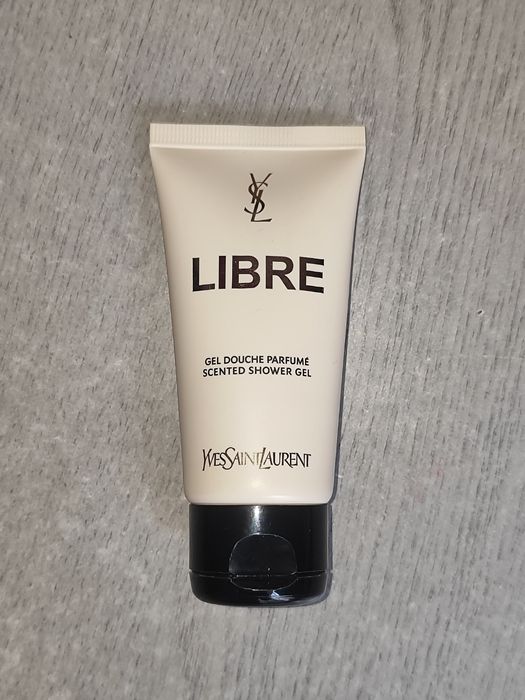 YSL
LIBRE
GEL DOUCHE PARFUMÉ
SCENTED SHOWER GEL
YVESSAINTLAURENT